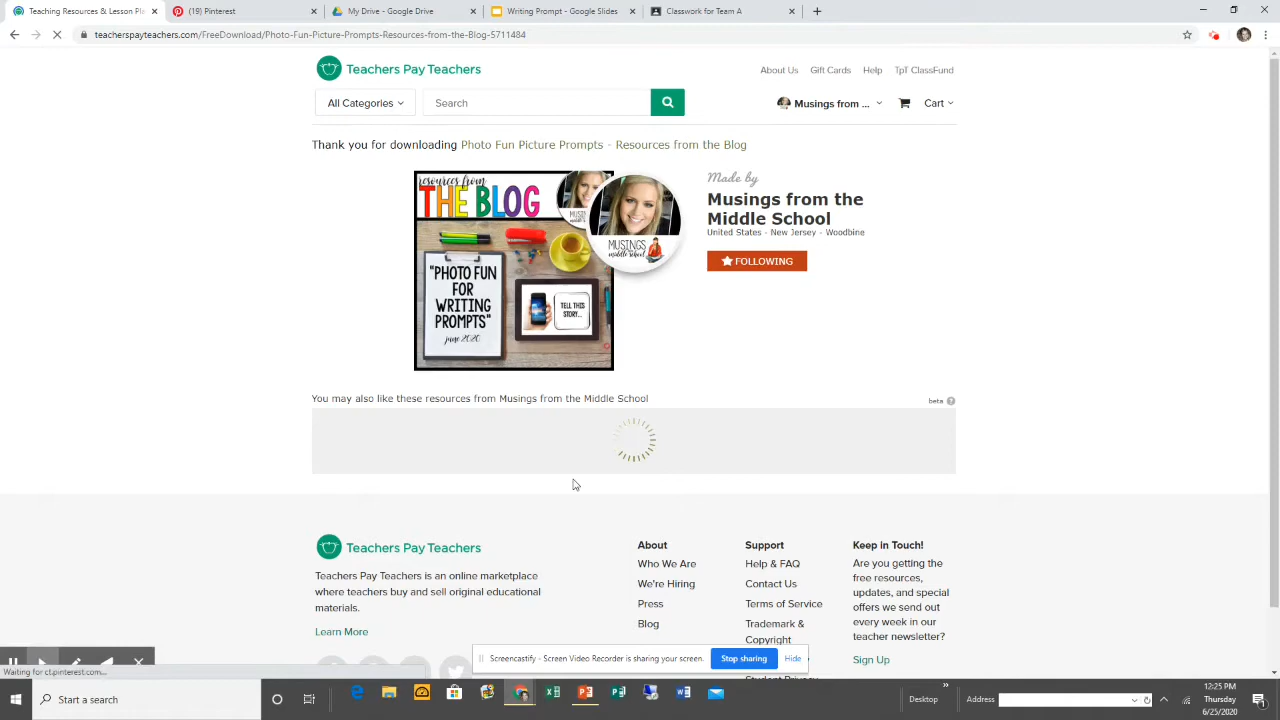 Teaching Resources & Lesson Pla
(2) Pinterest
My Drive - Google Drive
Writing Prompt - Google Slides
Classwork for Team A
teacherspayteachers.com/FreeDownload/Photo-Fun-Picture-Prompts-Resources-from-the-Blog-5711484
Teachers Pay Teachers
About Us
Gift Cards
Help
TpT ClassFund
All Categories
Search
Musings from ...
Cart
Thank you for downloading Photo Fun Picture Prompts - Resources from the Blog
resources from
THE BLOG
"PHOTO FUN
FOR
WRITING
PROMPTS"
june 2020
TELL THIS
STORY...
MUSINGS
middle school
Made by
Musings from the
Middle School
United States - New Jersey - Woodbine
FOLLOWING
You may also like these resources from Musings from the Middle School
beta ?
Teachers Pay Teachers
Teachers Pay Teachers is an online marketplace
where teachers buy and sell original educational
materials.
Learn More
About
Who We Are
We're Hiring
Press
Blog
Support
Help & FAQ
Contact Us
Terms of Service
Trademark &
Copyright
Keep in Touch!
Are you getting the
free resources,
updates, and special
offers we send out
every week in our
teacher newsletter?
Sign Up
Screencastify - Screen Video Recorder is sharing your screen.
Stop sharing
Hide
Waiting for ct.pinterest.com...
Start a search
Desktop
Address
12:25 PM
Thursday
6/25/2020